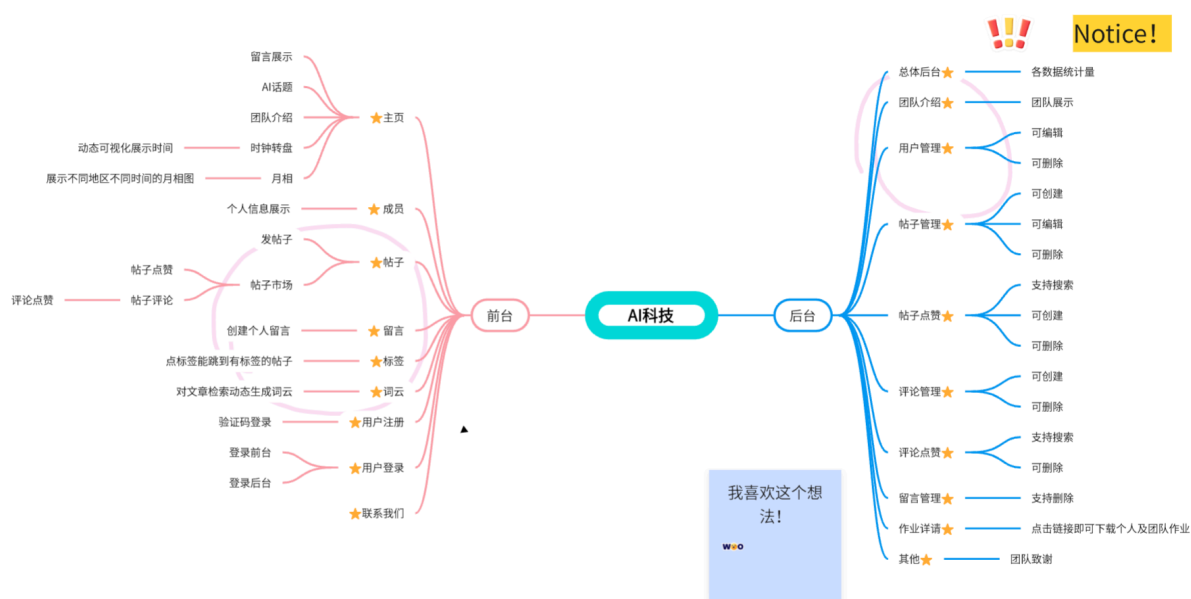 Notice!
AI科技
前台
主页
留言展示
AI话题
团队介绍
时钟转盘
动态可视化展示时间
月相
展示不同地区不同时间的月相图
成员
个人信息展示
帖子
发帖子
帖子市场
帖子点赞
帖子评论
评论点赞
留言
创建个人留言
标签
点标签能跳到有标签的帖子
词云
对文章检索动态生成词云
用户注册
验证码登录
用户登录
登录前台
登录后台
联系我们
后台
总体后台
各数据统计量
团队介绍
团队展示
用户管理
可编辑
可删除
帖子管理
可创建
可编辑
可删除
帖子点赞
支持搜索
可创建
可删除
评论管理
可创建
可删除
评论点赞
支持搜索
可删除
留言管理
支持删除
作业详请
点击链接即可下载个人及团队作业
其他
团队致谢
我喜欢这个想
法!
WOO